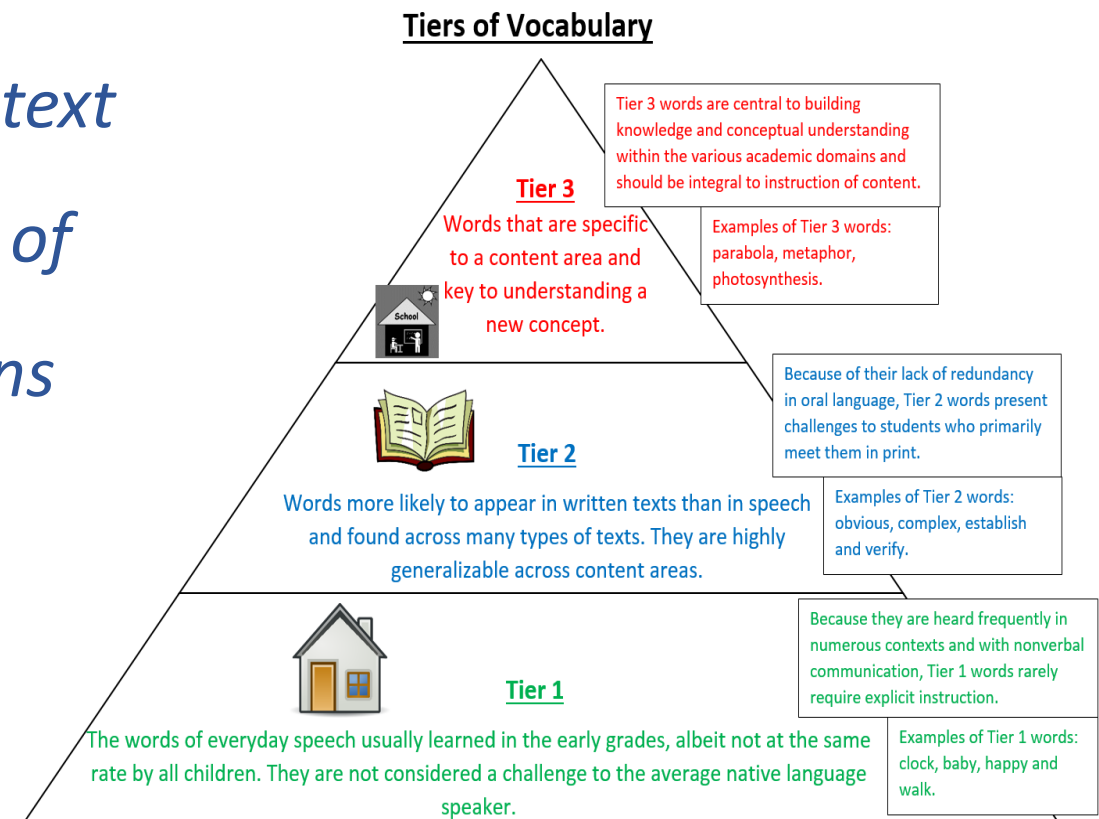 Tiers of Vocabulary
text
of
ns
Tier 3 words are central to building
knowledge and conceptual understanding
within the various academic domains and
should be integral to instruction of content.
Tier 3
Words that are specific
to a content area and
key to understanding a
new concept.
Examples of Tier 3 words:
parabola, metaphor,
photosynthesis.
School
Because of their lack of redundancy
in oral language, Tier 2 words present
challenges to students who primarily
meet them in print.
Tier 2
Words more likely to appear in written texts than in speech
and found across many types of texts. They are highly
generalizable across content areas.
Examples of Tier 2 words:
obvious, complex, establish
and verify.
Because they are heard frequently in
numerous contexts and with nonverbal
communication, Tier 1 words rarely
require explicit instruction.
Tier 1
The words of everyday speech usually learned in the early grades, albeit not at the same
rate by all children. They are not considered a challenge to the average native language
speaker.
Examples of Tier 1 words:
clock, baby, happy and
walk.